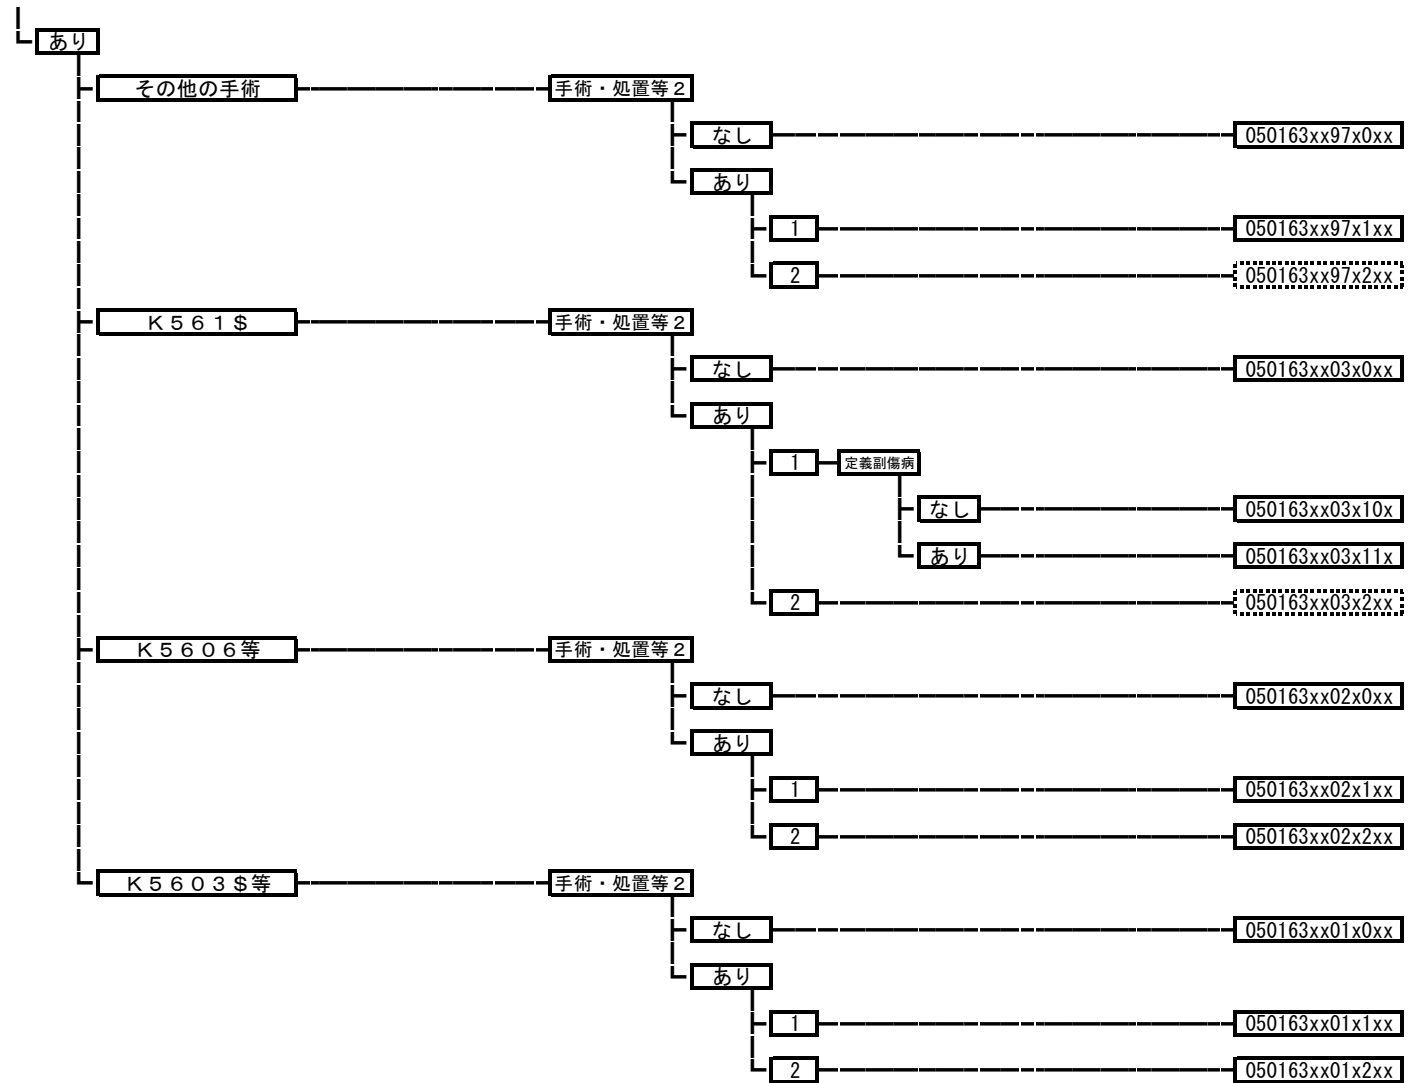 あり
その他の手術 手術・処置等２
なし 050163xx97x0xx
あり
1 050163xx97x1xx
2 050163xx97x2xx
Ｋ５６１＄ 手術・処置等２
なし 050163xx03x0xx
あり
1 定義副傷病
なし 050163xx03x10x
あり 050163xx03x11x
2 050163xx03x2xx
Ｋ５６０６等 手術・処置等２
なし 050163xx02x0xx
あり
1 050163xx02x1xx
2 050163xx02x2xx
Ｋ５６０３＄等 手術・処置等２
なし 050163xx01x0xx
あり
1 050163xx01x1xx
2 050163xx01x2xx